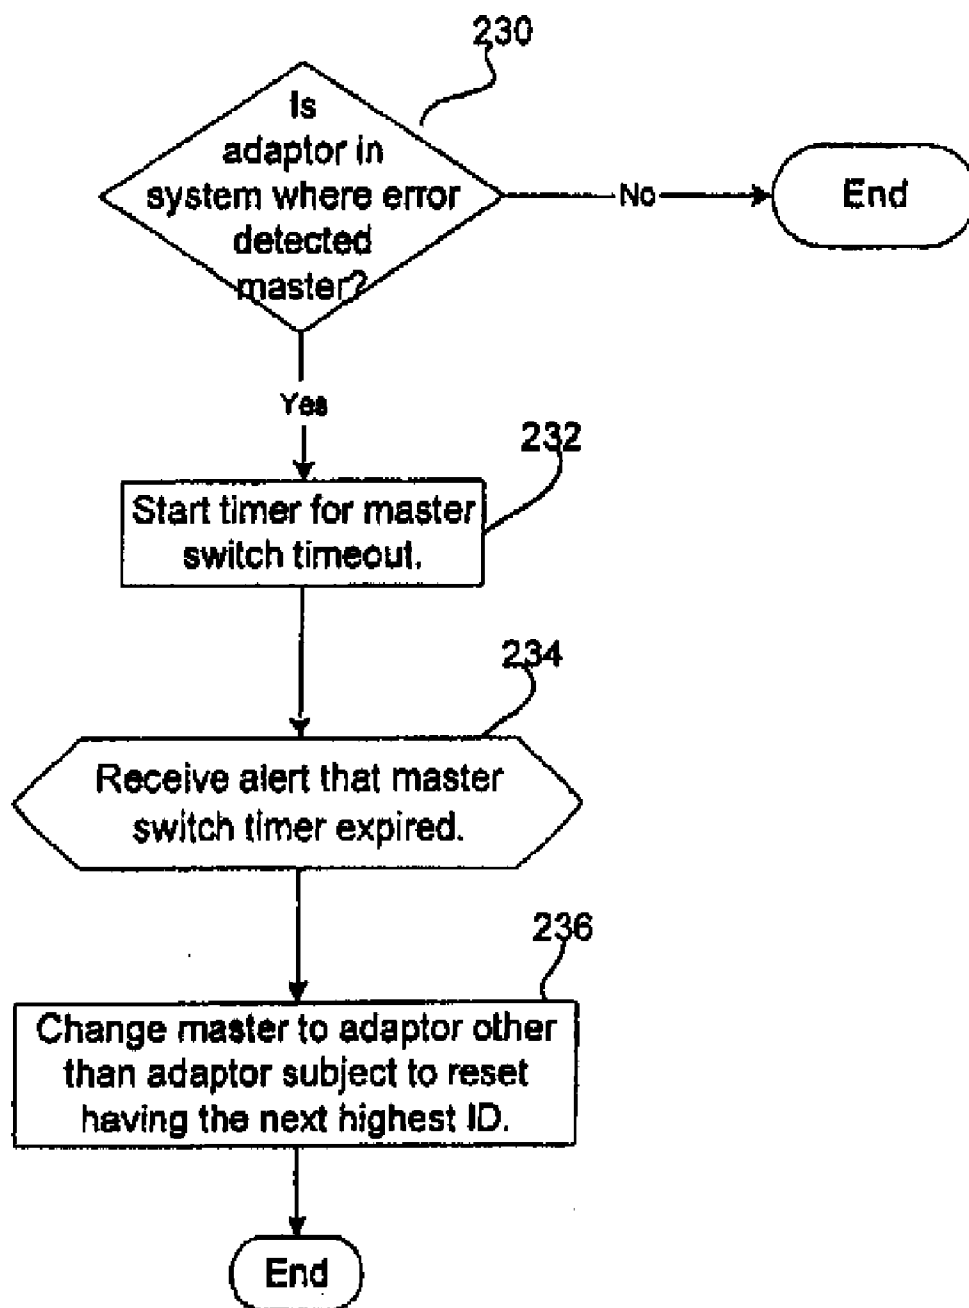 230
Is
adaptor in
system where error
detected
master?
No
End
Yes
232
Start timer for master
switch timeout.
234
Receive alert that master
switch timer expired.
236
Change master to adaptor other
than adaptor subject to reset
having the next highest ID.
End